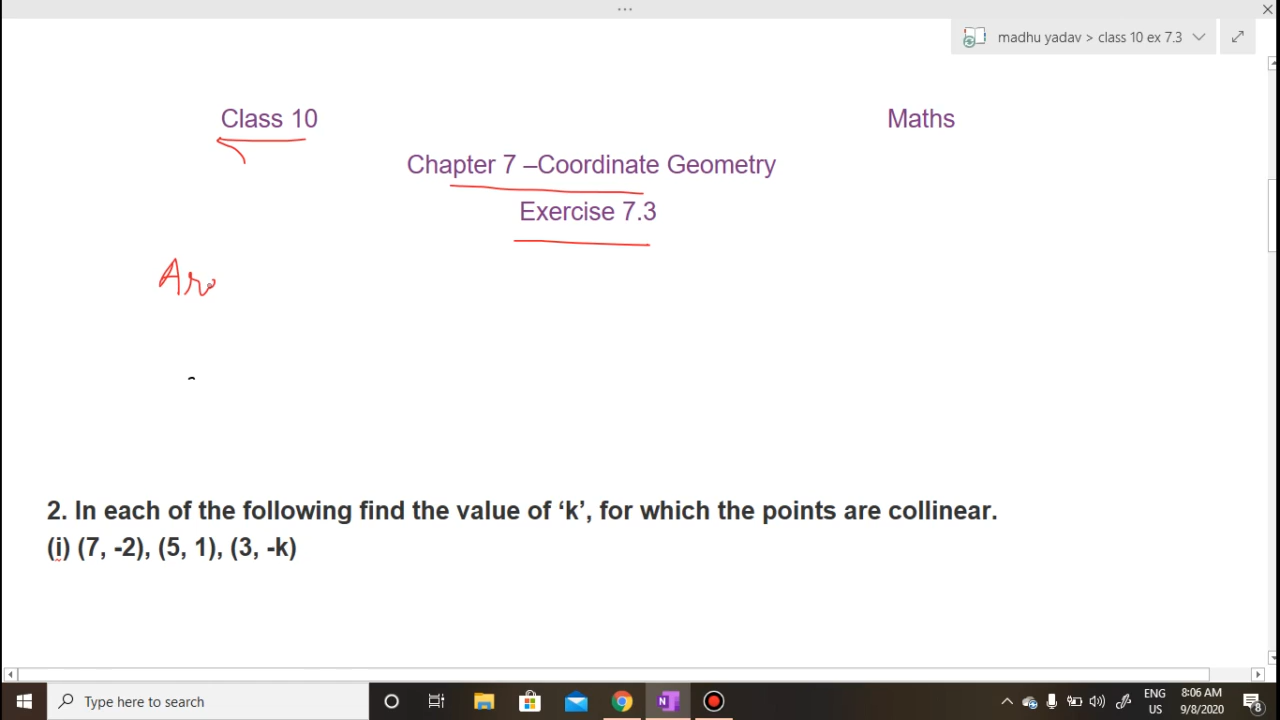 madhu yadav > class 10 ex 7.3
Class 10 Maths
Chapter 7 –Coordinate Geometry
Exercise 7.3
2. In each of the following find the value of ‘k’, for which the points are collinear.
(i) (7, -2), (5, 1), (3, -k)
Type here to search
ENG 8:06 AM
US 9/8/2020
8